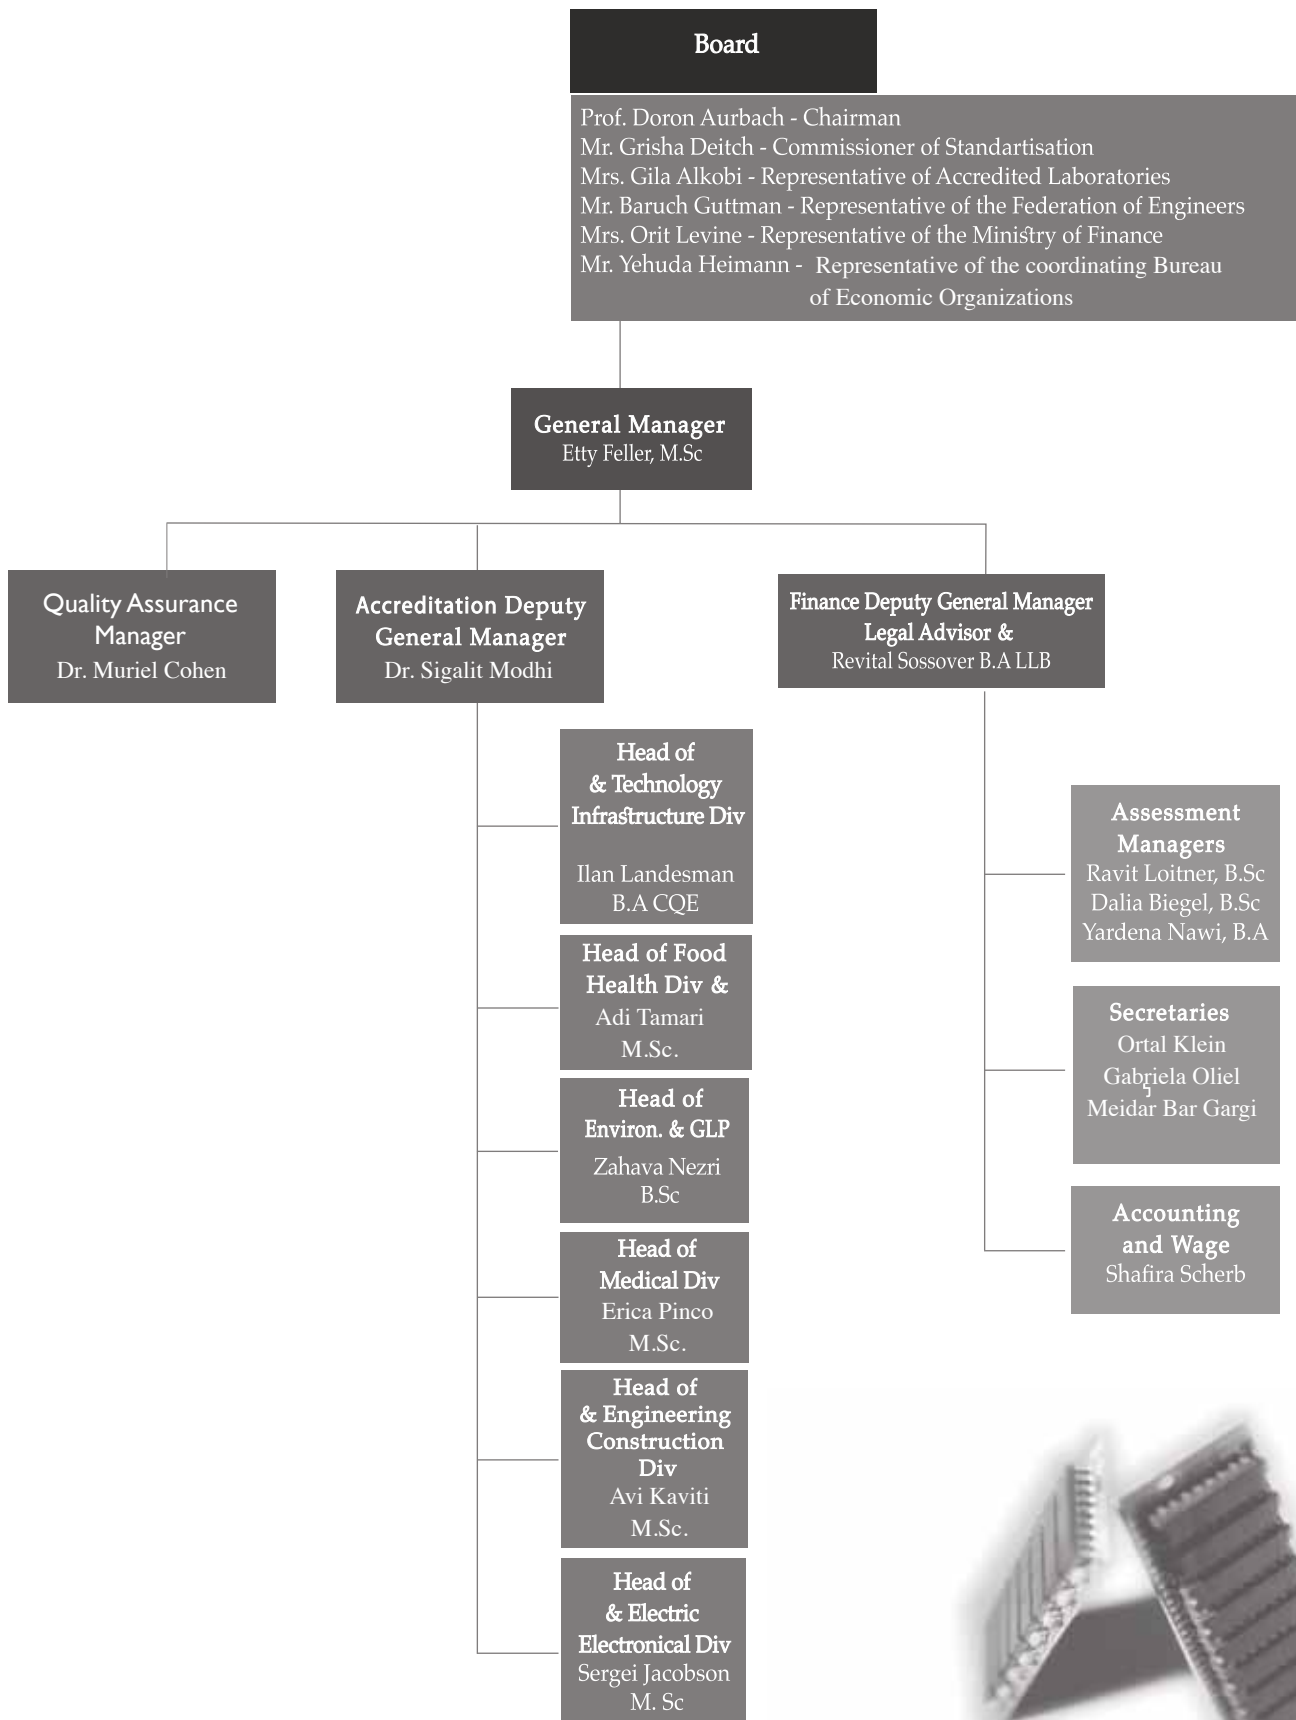 Board
Prof. Doron Aurbach - Chairman
Mr. Grisha Deitch - Commissioner of Standartisation
Mrs. Gila Alkobi - Representative of Accredited Laboratories
Mr. Baruch Guttman - Representative of the Federation of Engineers
Mrs. Orit Levine - Representative of the Ministry of Finance
Mr. Yehuda Heimann - Representative of the coordinating Bureau
of Economic Organizations
General Manager
Etty Feller, M.Sc
Quality Assurance
Manager
Dr. Muriel Cohen
Accreditation Deputy
General Manager
Dr. Sigalit Modhi
Finance Deputy General Manager
Legal Advisor &
Revital Sossover B.A LLB
Head of
& Technology
Infrastructure Div
Ilan Landesman
B.A CQE
Head of Food
Health Div &
Adi Tamari
M.Sc.
Head of
Environ. & GLP
Zahava Nezri
B.Sc
Head of
Medical Div
Erica Pinco
M.Sc.
Head of
& Engineering
Construction
Div
Avi Kaviti
M.Sc.
Head of
& Electric
Electronical Div
Sergei Jacobson
M. Sc
Assessment
Managers
Ravit Loitner, B.Sc
Dalia Biegel, B.Sc
Yardena Nawi, B.A
Secretaries
Ortal Klein
Gabriela Oliel
Meidar Bar Gargi
Accounting
and Wage
Shafira Scherb